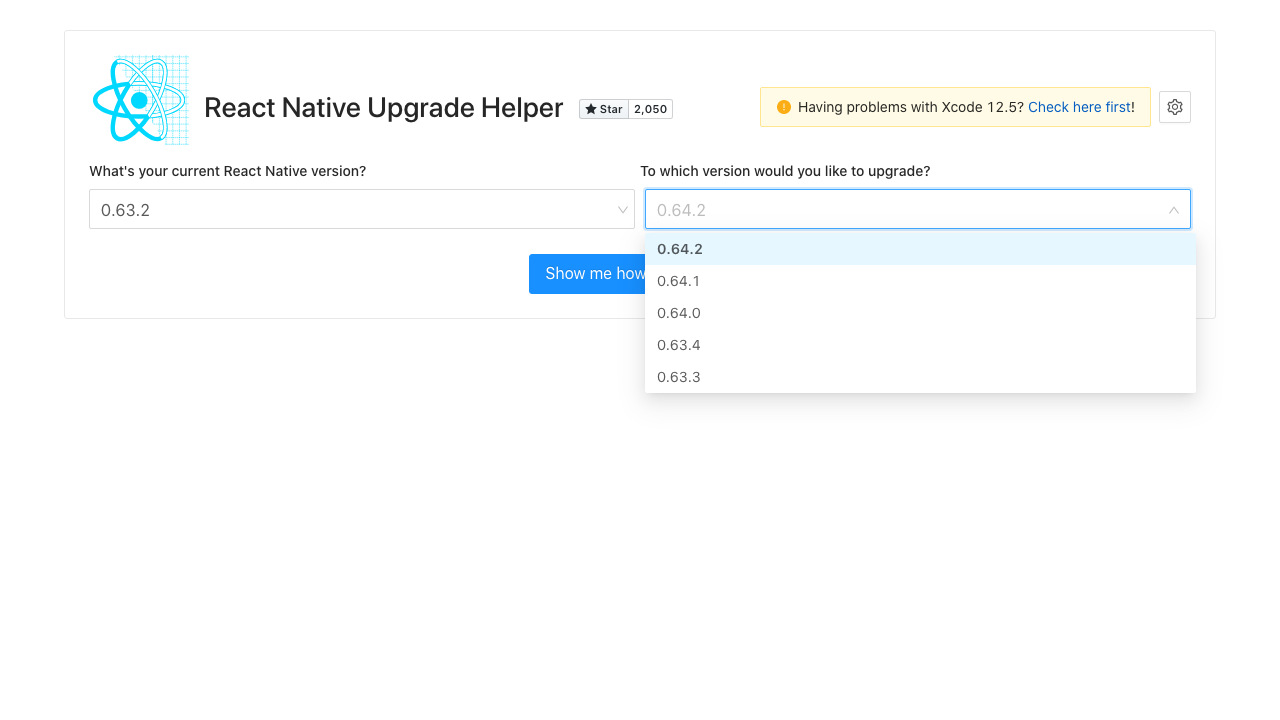 React Native Upgrade Helper
Star 2,050
Having problems with Xcode 12.5? Check here first!
What's your current React Native version?
To which version would you like to upgrade?
0.63.2
0.64.2
Show me how
0.64.2
0.64.1
0.64.0
0.63.4
0.63.3